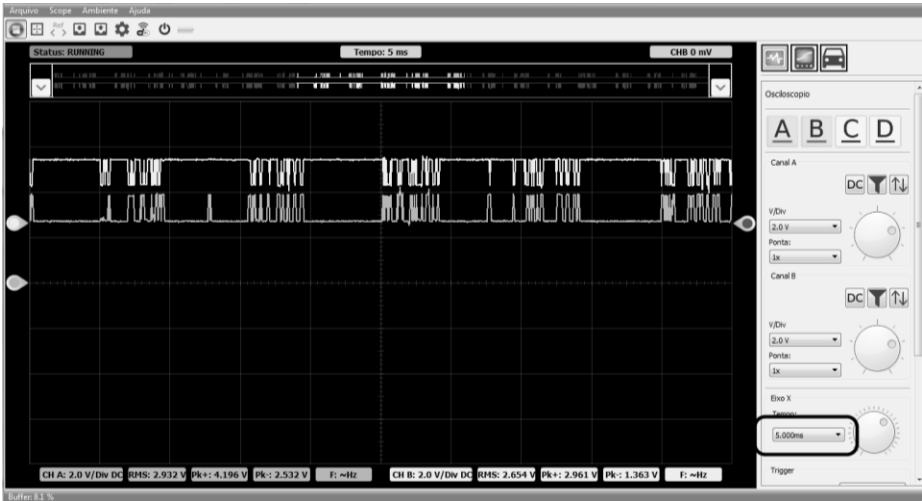 Arquivo Scope Ambiente Ajuda
Ref
Status: RUNNING
Tempo: 5 ms
CHB 0 mV
Osciloscopio
A B C D
Canal A
DC
V/Div
2.0 V
Ponta:
1x
Canal B
DC
V/Div
2.0 V
Ponta:
1x
Eixo X
Tempo:
5.000ms
Trigger
CH A: 2.0 V/Div DC RMS: 2.932 V Pk+: 4.196 V Pk-: 2.532 V F: ~Hz CH B: 2.0 V/Div DC RMS: 2.654 V Pk+: 2.961 V Pk-: 1.363 V F: ~Hz
Buffer: 8.1 %